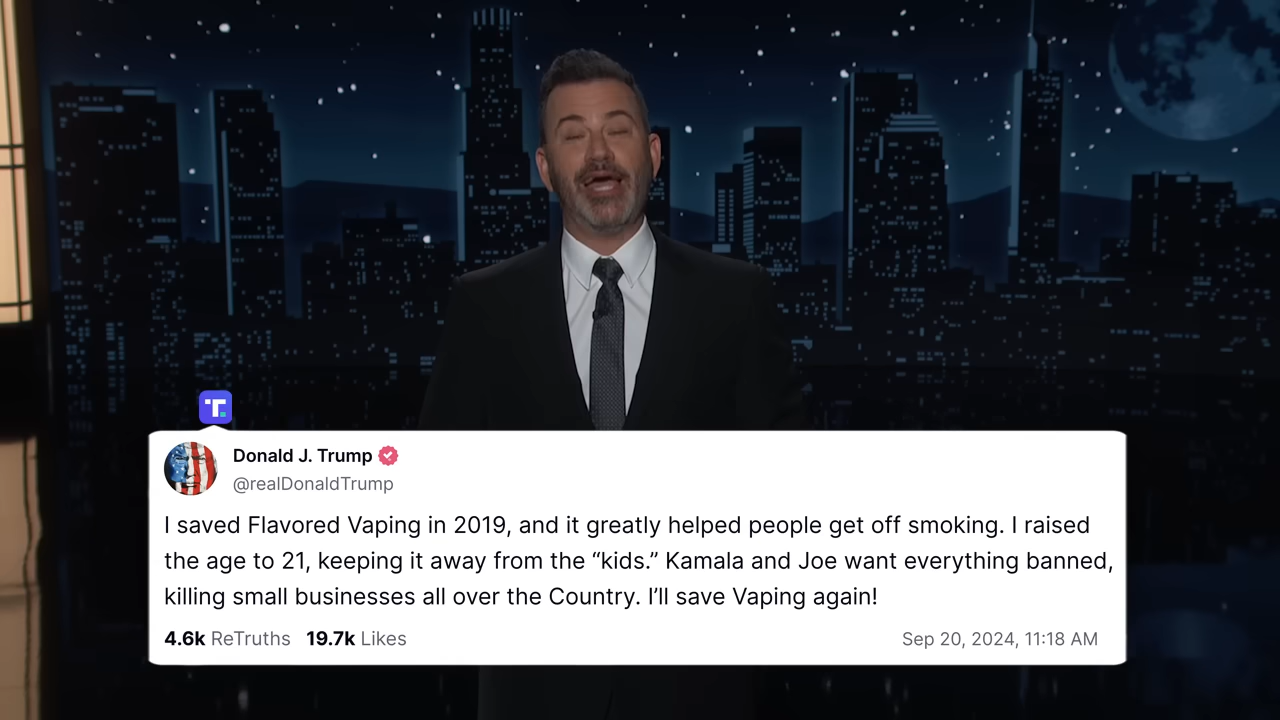 T.
Donald J. Trump
@realDonaldTrump
I saved Flavored Vaping in 2019, and it greatly helped people get off smoking. I raised
the age to 21, keeping it away from the “kids.” Kamala and Joe want everything banned,
killing small businesses all over the Country. I’ll save Vaping again!
4.6k ReTruths 19.7k Likes
Sep 20, 2024, 11:18 AM